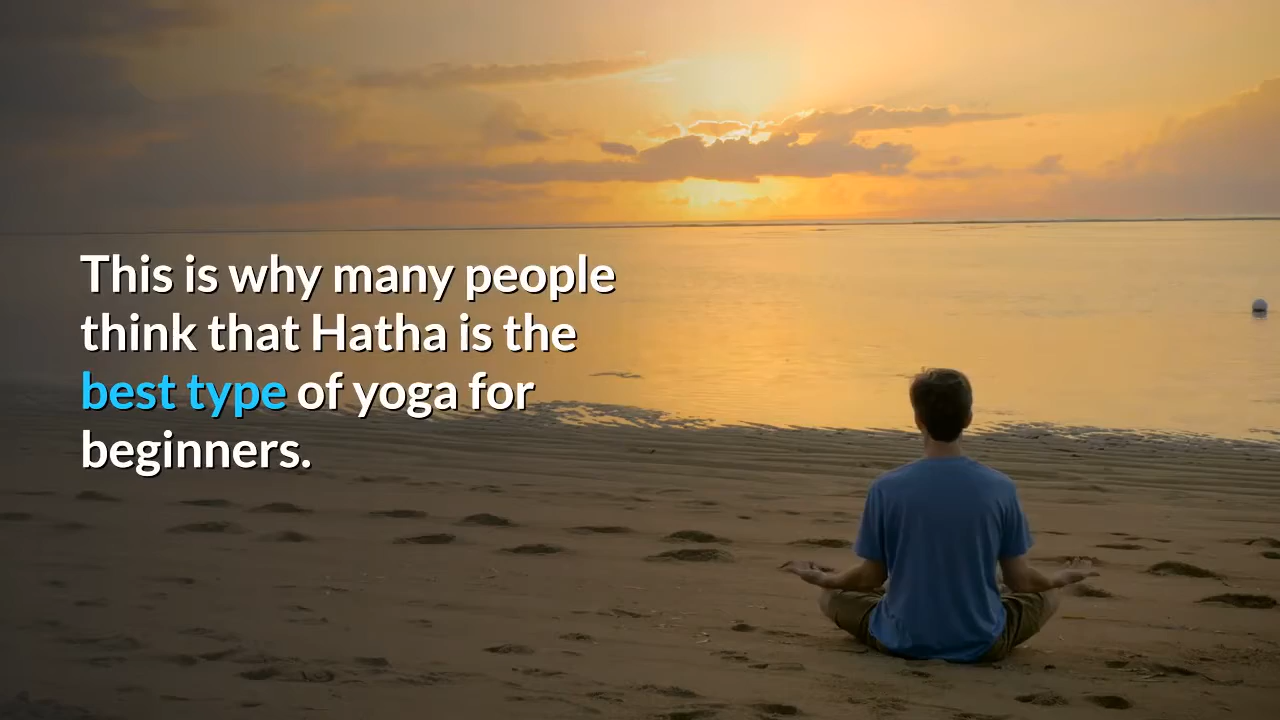 This is why many people
think that Hatha is the
best type of yoga for
beginners.